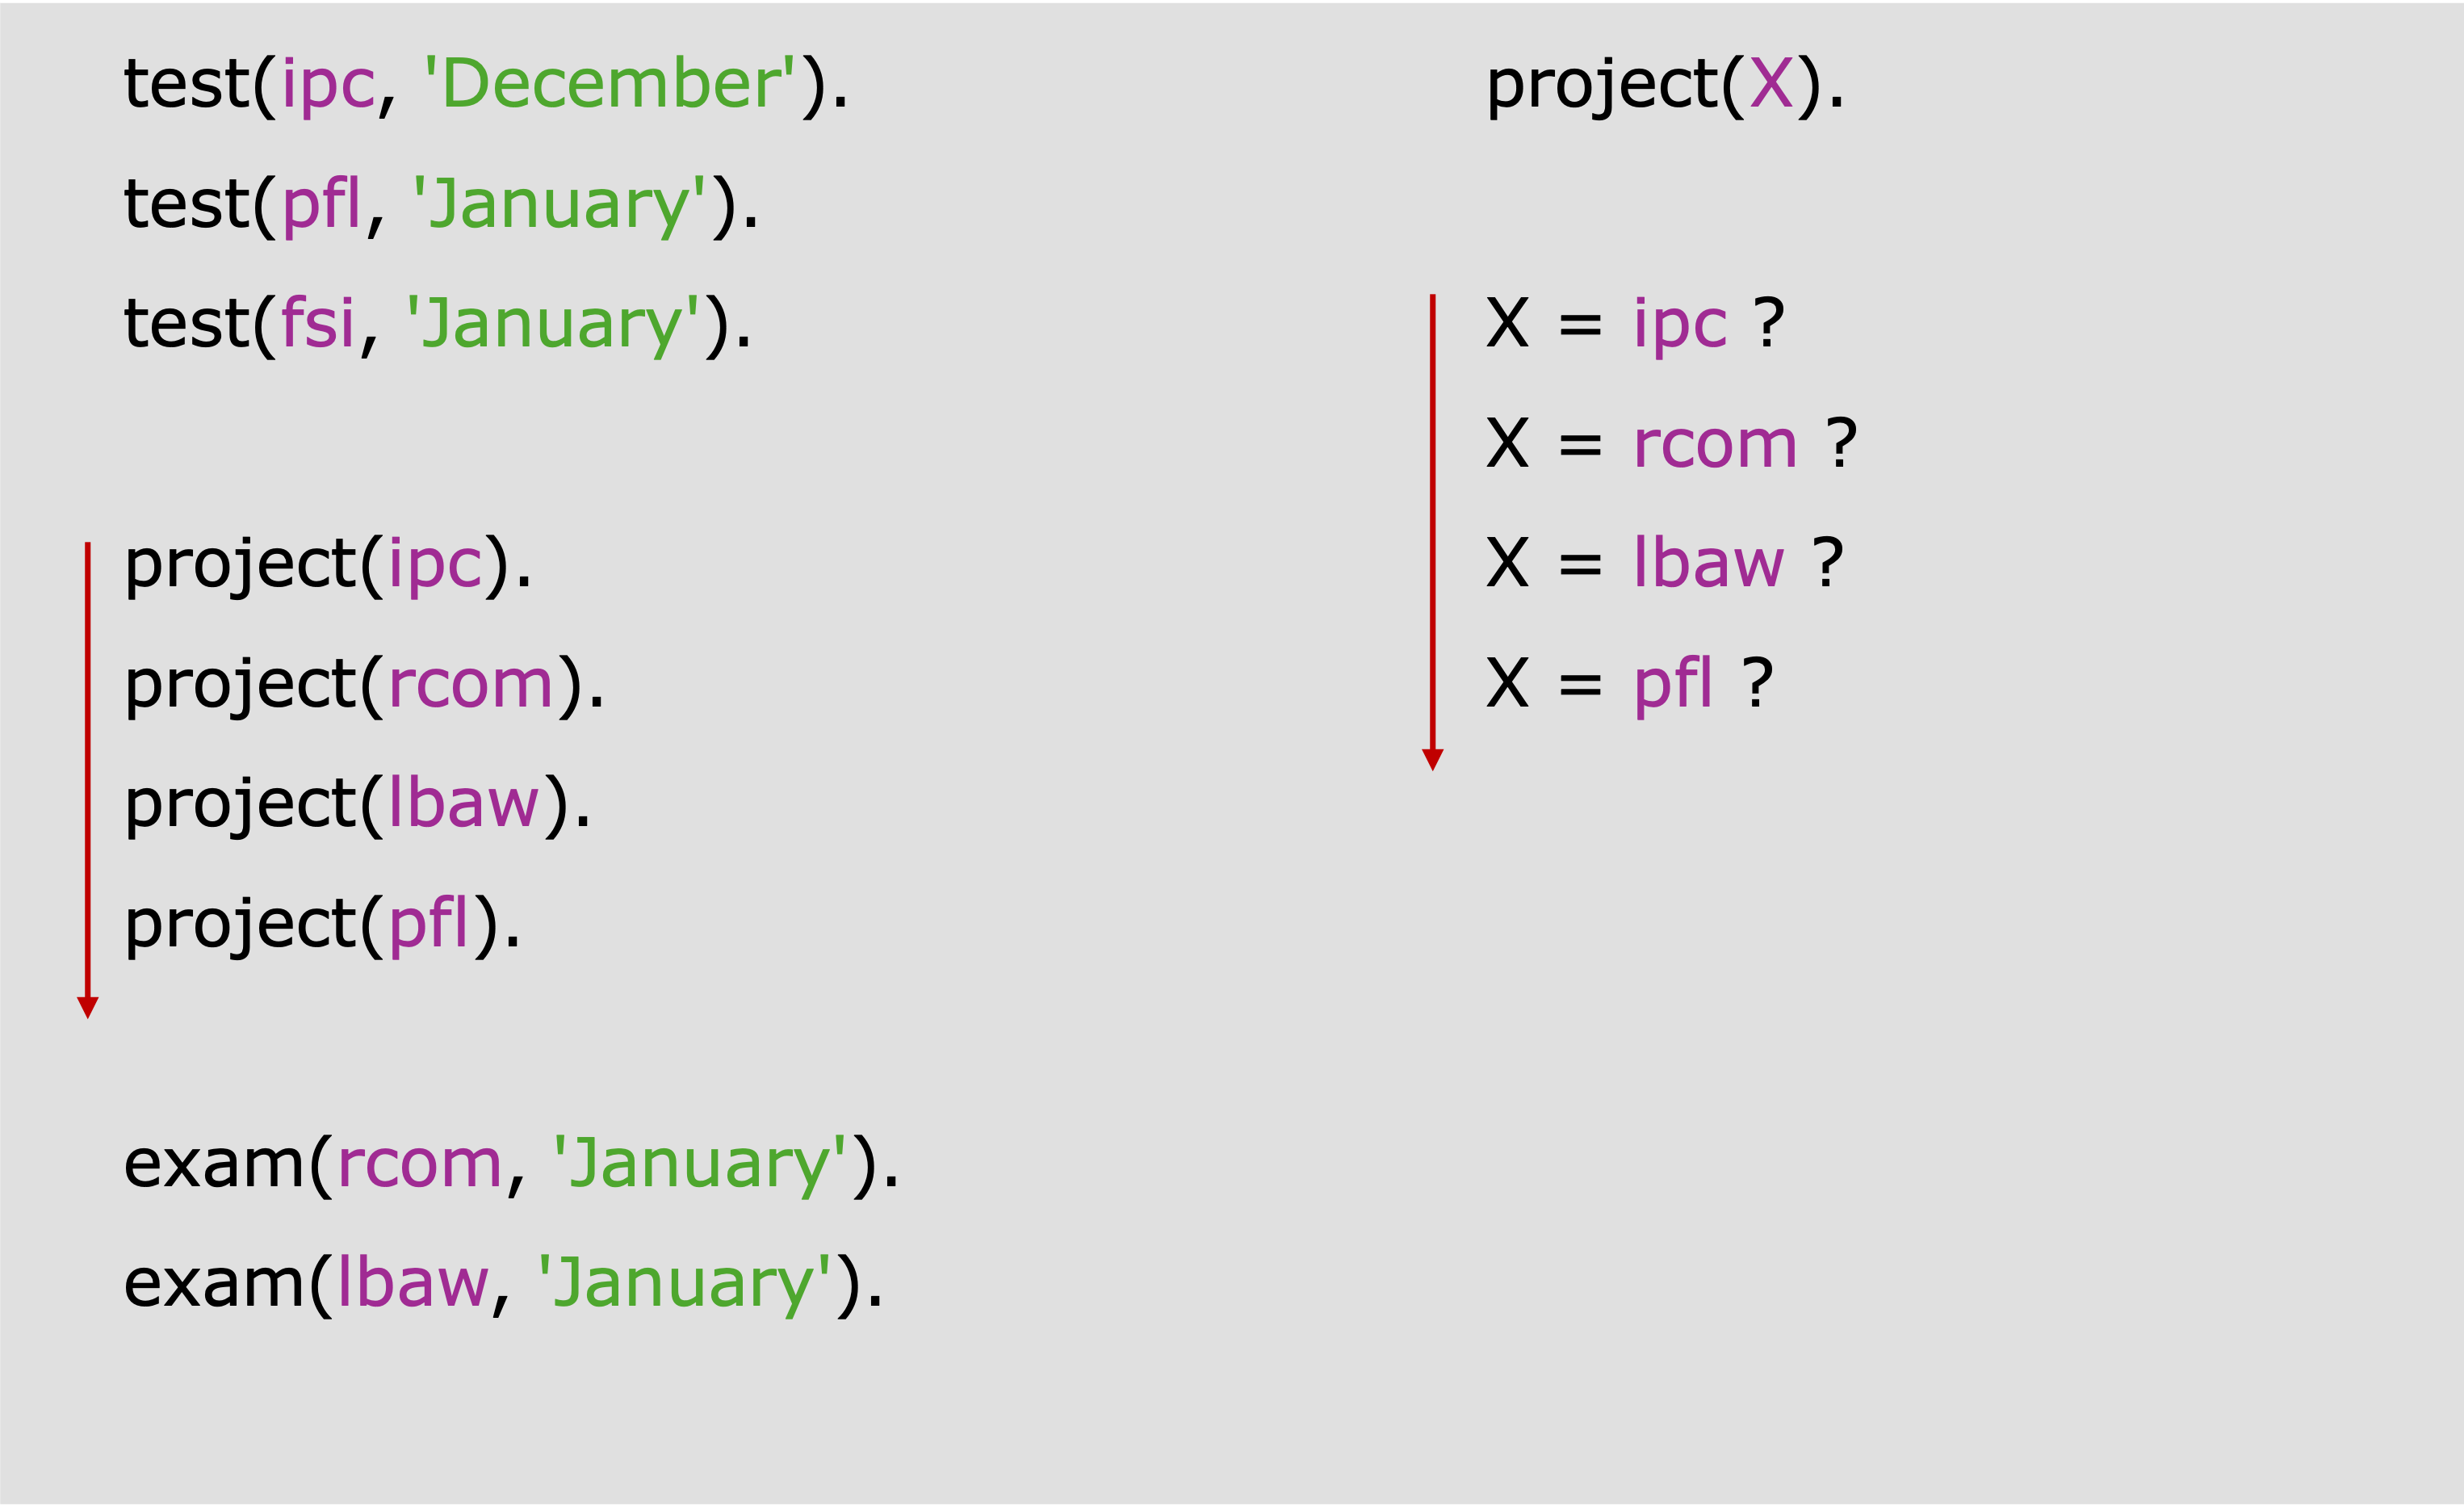 test(ipc, 'December').
test(pfl, 'January').
test(fsi, 'January').
project(ipc).
project(rcom).
project(lbaw).
project(pfl).
exam(rcom, 'January').
exam(lbaw, 'January').
project(X).
X = ipc ?
X = rcom ?
X = lbaw ?
X = pfl ?